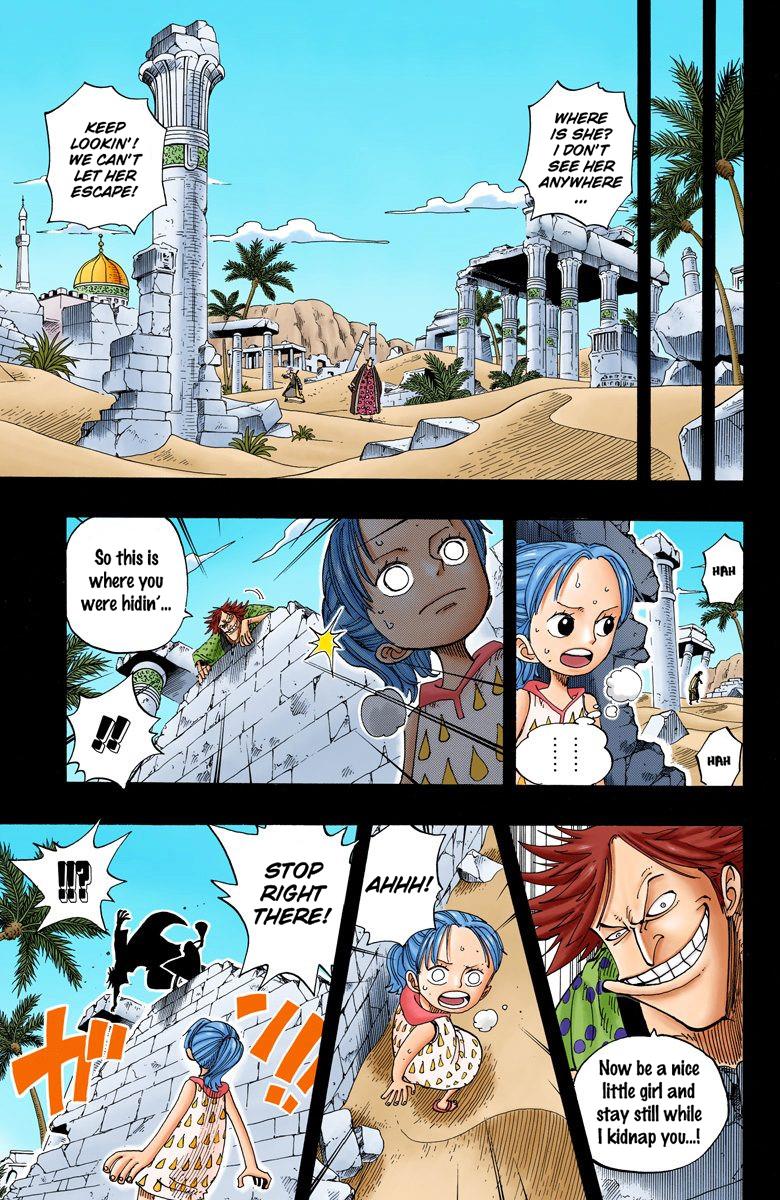 WHERE
IS SHE?
I DON'T
SEE HER
ANYWHERE
...
KEEP
LOOKIN'!
WE CAN'T
LET HER
ESCAPE!
HAH
HAH
......
So this is
where you
were hidin'...
!!
Now be a nice
little girl and
stay still while
I kidnap you...!
AHHH!
STOP
RIGHT
THERE!
!!!?
ガン!!